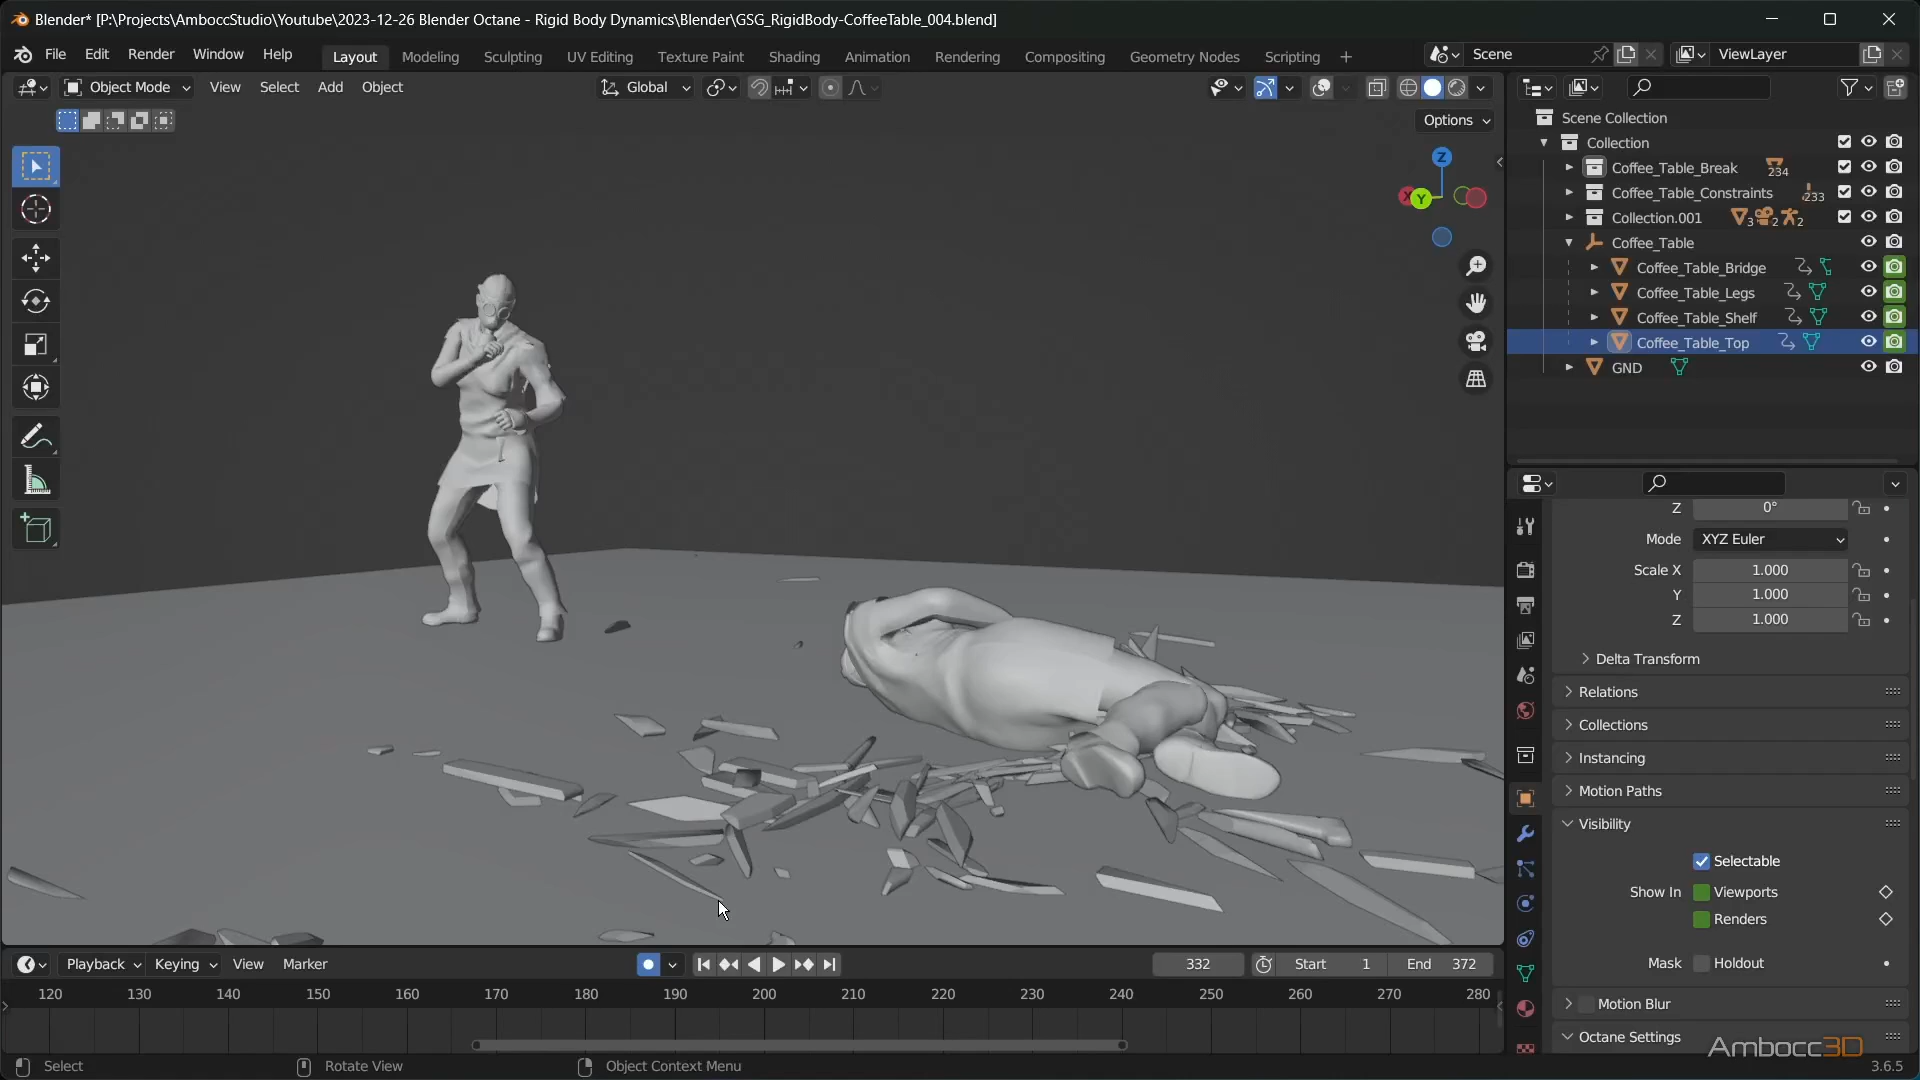 Blender* [P:\Projects\AmboccStudio\Youtube\2023-12-26 Blender Octane - Rigid Body Dynamics\Blender\GSG_RigidBody-CoffeeTable_004.blend]
File Edit Render Window Help Layout Modeling Sculpting UV Editing Texture Paint Shading Animation Rendering Compositing Geometry Nodes Scripting + Scene ViewLayer
Object Mode View Select Add Object Global
Options
Z
X Y
Scene Collection
Collection
Coffee_Table_Break 234
Coffee_Table_Constraints 233
Collection.001 3 2 2
Coffee_Table
Coffee_Table_Bridge
Coffee_Table_Legs
Coffee_Table_Shelf
Coffee_Table_Top
GND
Z 0°
Mode XYZ Euler
Scale X 1.000
Y 1.000
Z 1.000
Delta Transform
Relations
Collections
Instancing
Motion Paths
Visibility
Selectable
Show In Viewports
Renders
Mask Holdout
Motion Blur
Octane Settings
Playback Keying View Marker 332 Start 1 End 372
120 130 140 150 160 170 180 190 200 210 220 230 240 250 260 270 280
Ambocc3D
Select Rotate View Object Context Menu 3.6.5